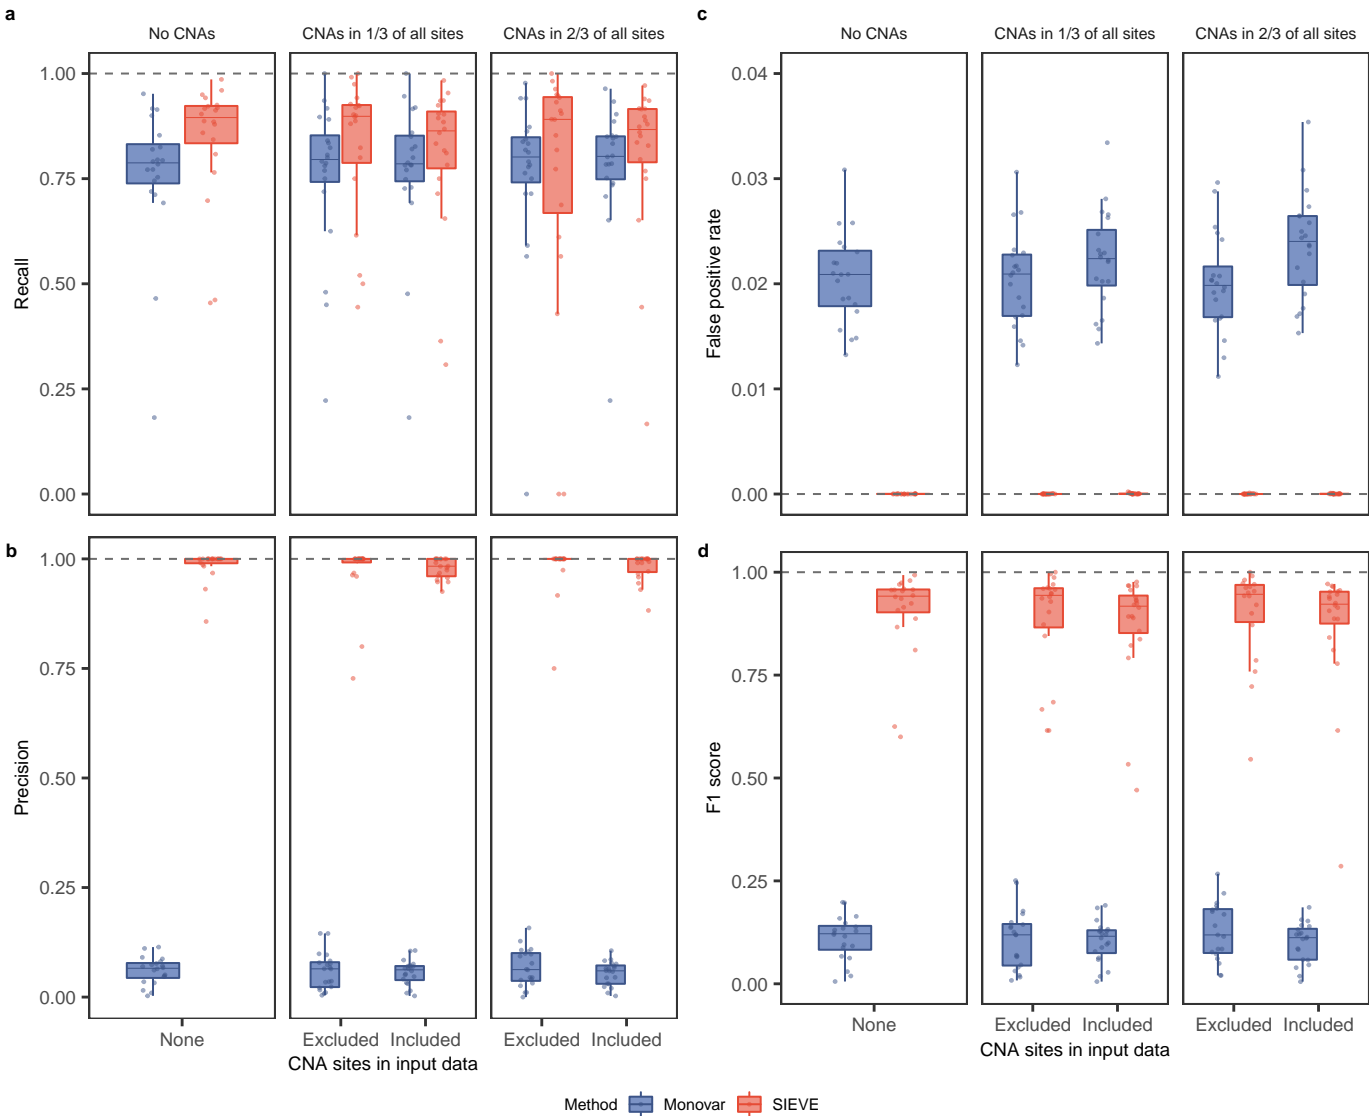 a
No CNAs
CNAs in 1/3 of all sites
CNAs in 2/3 of all sites
Recall
1.00
0.75
0.50
0.25
0.00
b
Precision
1.00
0.75
0.50
0.25
0.00
None
Excluded Included
Excluded Included
CNA sites in input data
c
No CNAs
CNAs in 1/3 of all sites
CNAs in 2/3 of all sites
False positive rate
0.04
0.03
0.02
0.01
0.00
d
F1 score
1.00
0.75
0.50
0.25
0.00
None
Excluded Included
Excluded Included
CNA sites in input data
Method Monovar SIEVE